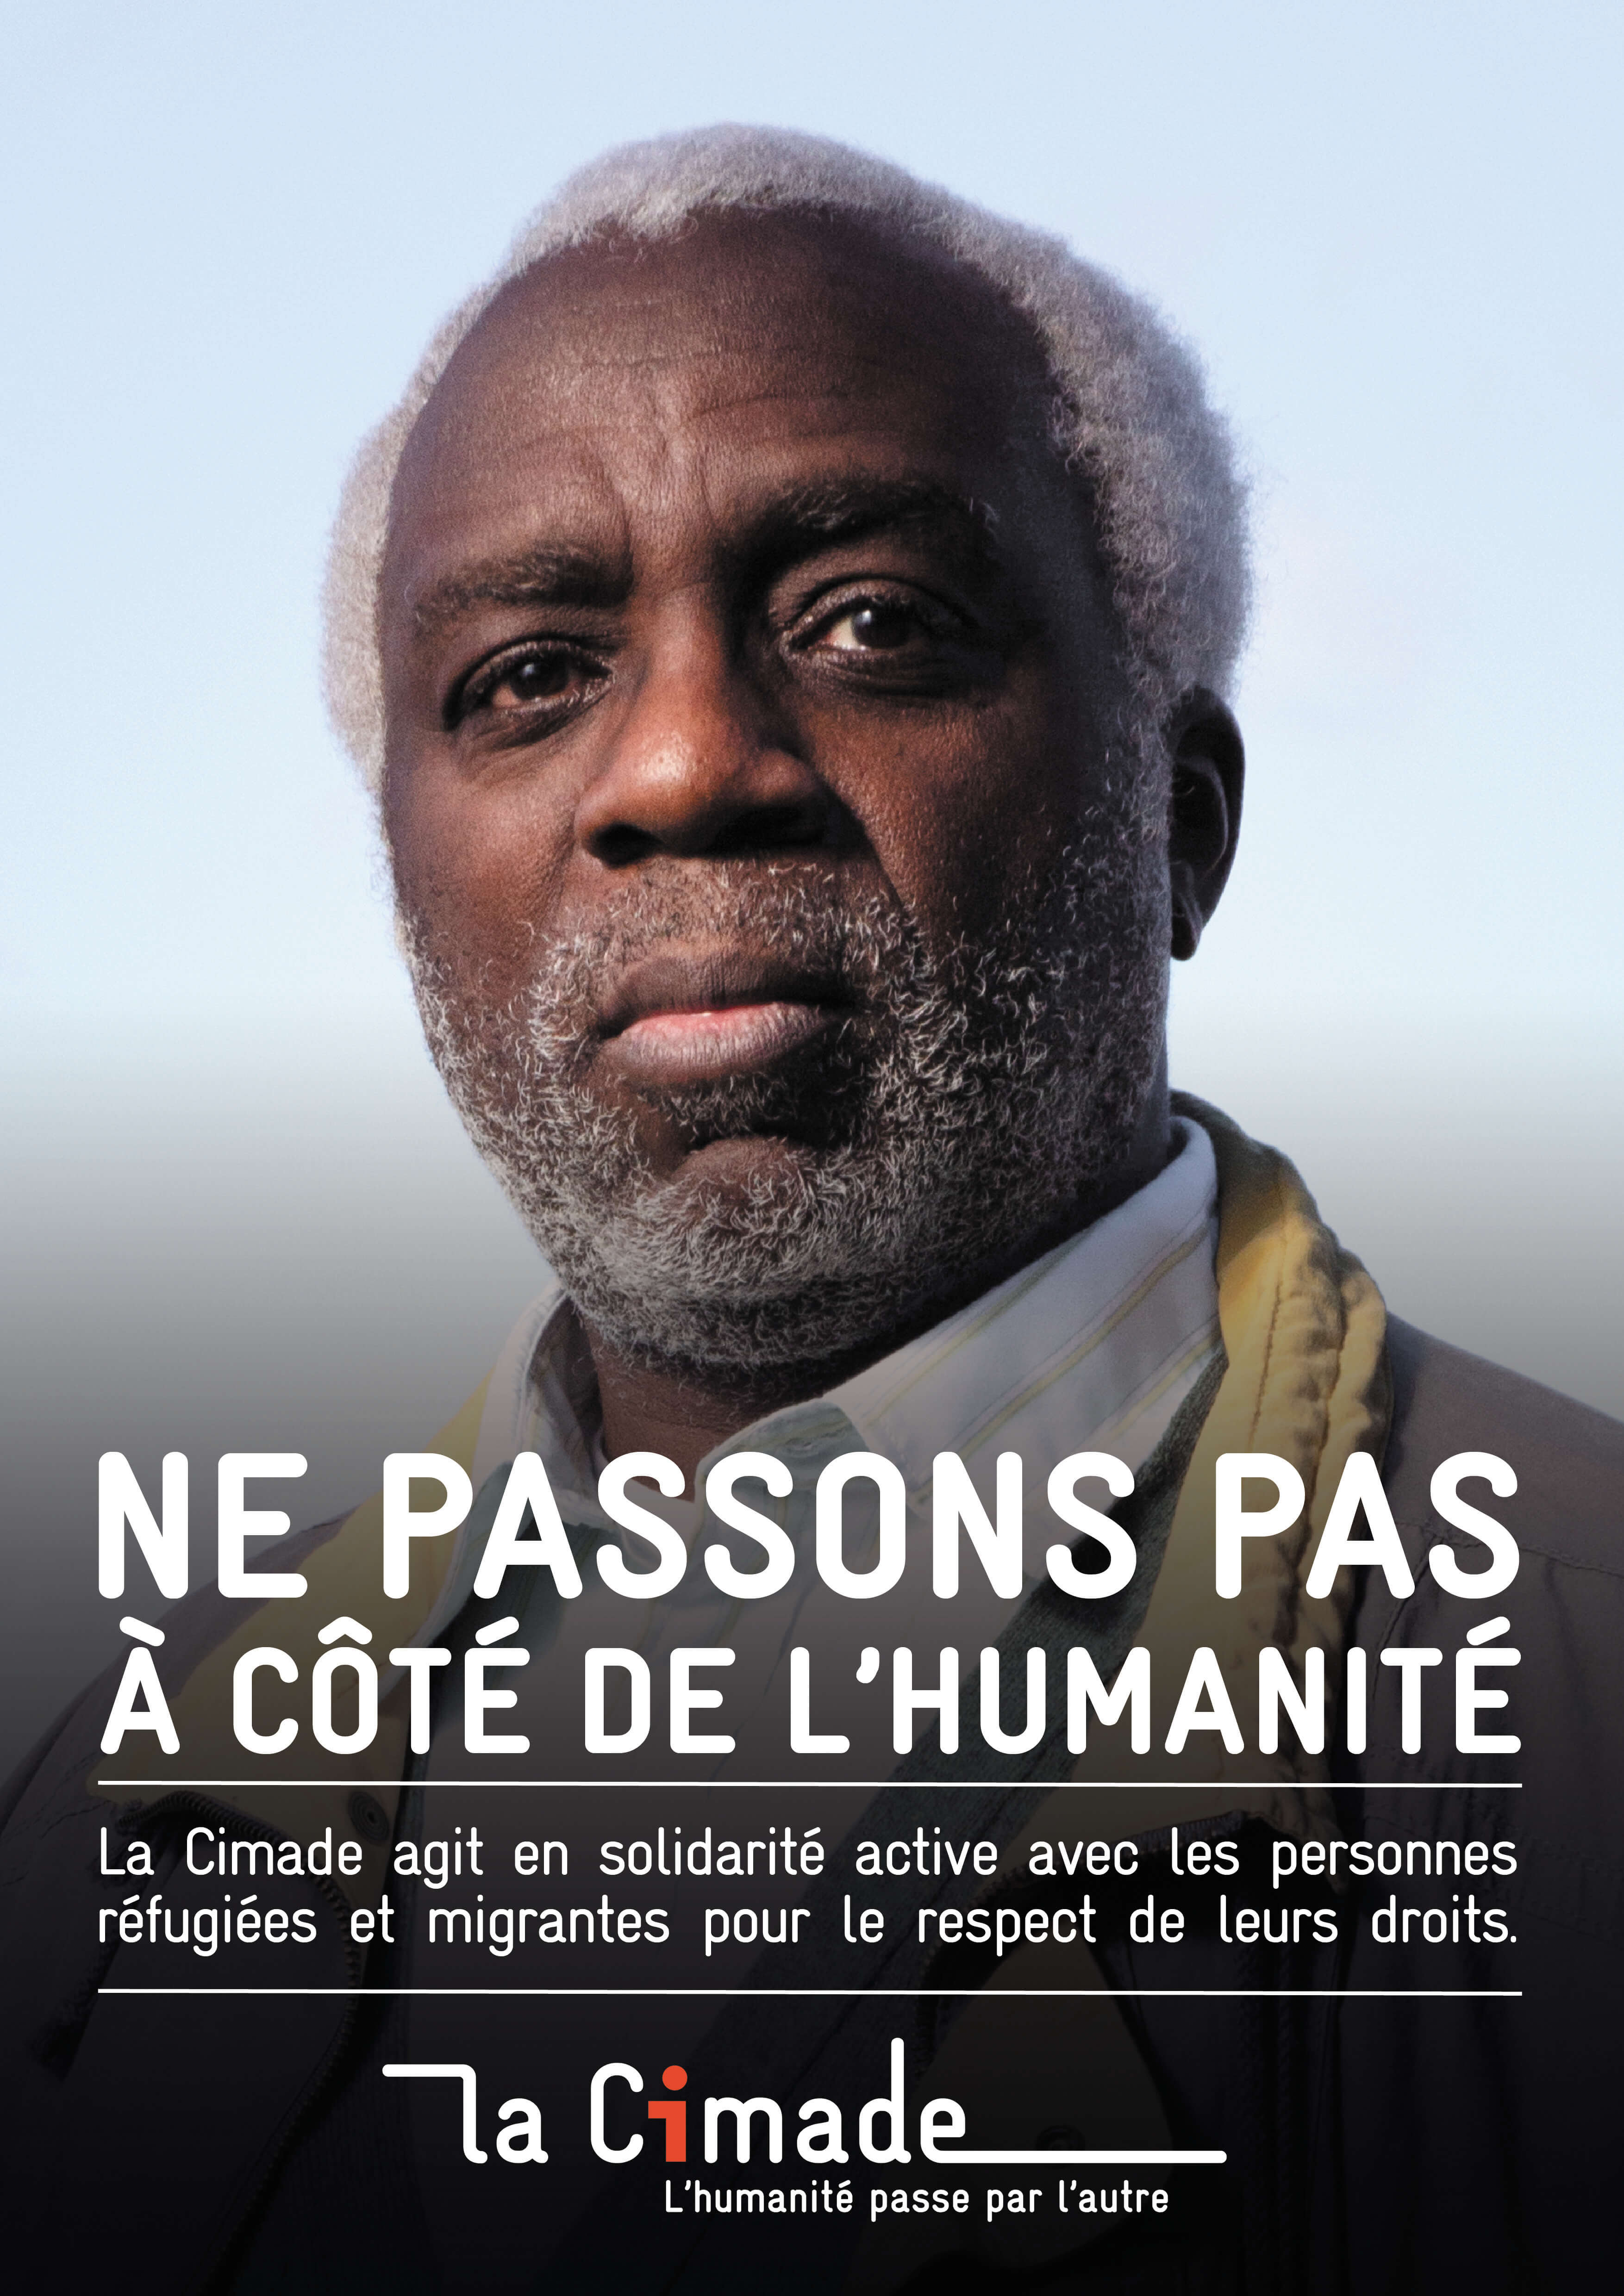 NE PASSONS PAS
À CÔTÉ DE L'HUMANITÉ
La Cimade agit en solidarité active avec les personnes
réfugiées et migrantes pour le respect de leurs droits.
la Cimade
L'humanité passe par l'autre